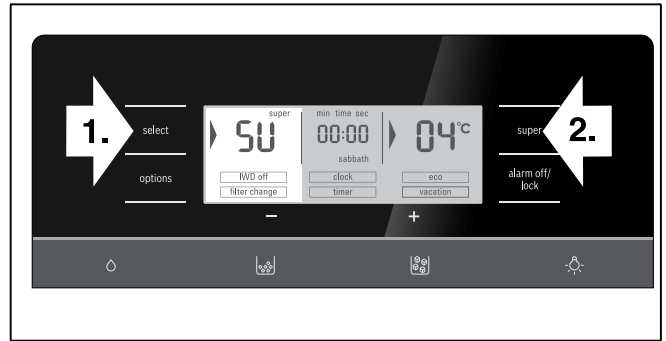 1.
select
options
super
SU
IWD off
filter change
min time sec
00:00
sabbath
clock
timer
04°C
eco
vacation
super
2.
alarm off/
lock
− +